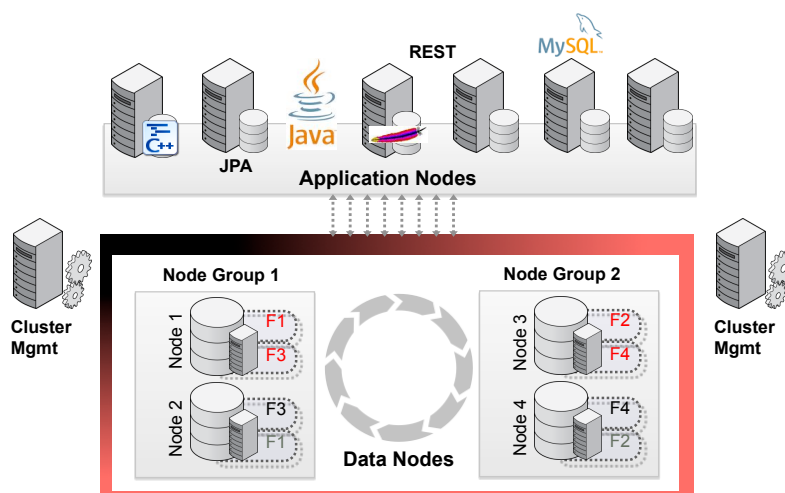 REST
MySQL
C++
Java
JPA
Application Nodes
Cluster
Mgmt
Cluster
Mgmt
Node Group 1
Node Group 2
Node 1
F1
F3
Node 2
F3
F1
Node 3
F2
F4
Node 4
F4
F2
Data Nodes